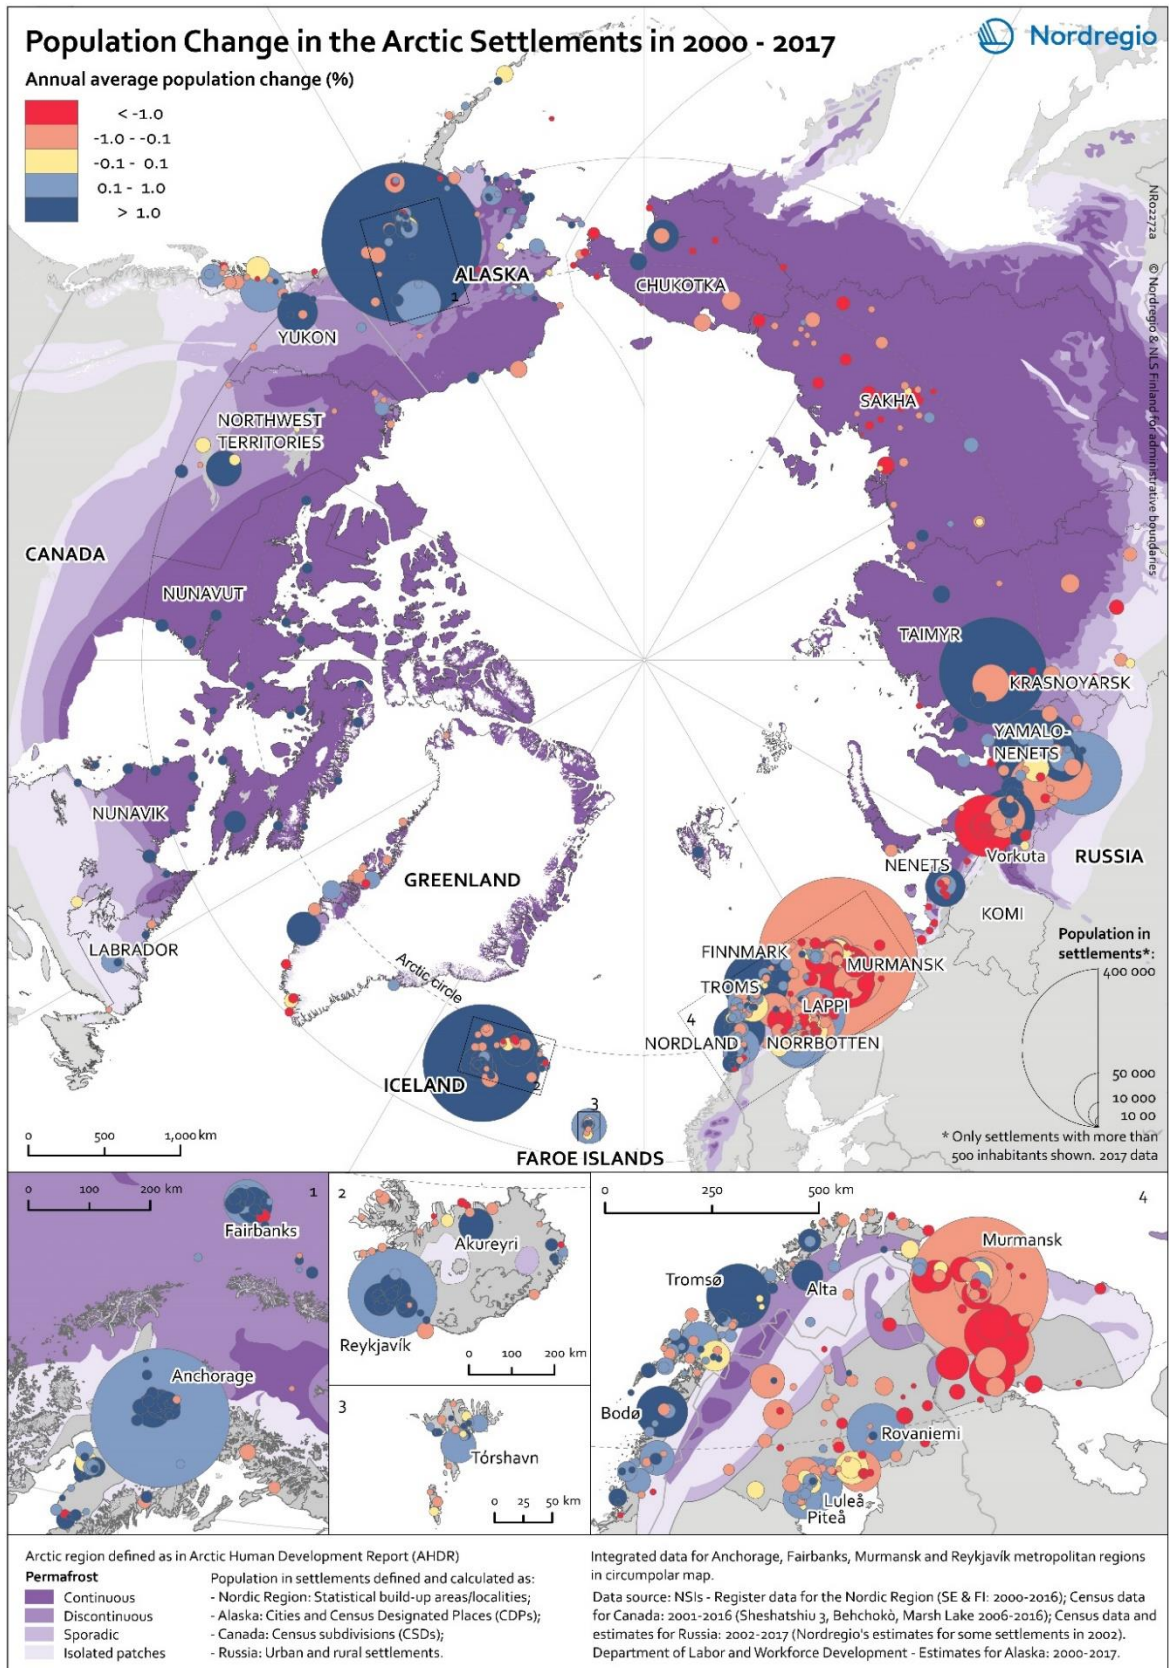 Population Change in the Arctic Settlements in 2000 - 2017
Nordregio
Annual average population change (%)
< -1.0
-1.0 - -0.1
-0.1 - 0.1
0.1 - 1.0
> 1.0
NR02272a © Nordregio & NLS Finland for administrative boundaries
ALASKA
1
CHUKOTKA
YUKON
SAKHA
NORTHWEST
TERRITORIES
CANADA
NUNAVUT
TAIMYR
KRASNOYARSK
YAMALO-
NENETS
NUNAVIK
Vorkuta
RUSSIA
NENETS
GREENLAND
KOMI
LABRADOR
FINNMARK
MURMANSK
TROMS
LAPPI
Arctic circle
4
NORDLAND
NORRBOTTEN
ICELAND
2
3
FAROE ISLANDS
Population in
settlements*:
400 000
50 000
10 000
10 00
* Only settlements with more than
500 inhabitants shown. 2017 data
0 500 1,000 km
0 100 200 km
1
Fairbanks
Anchorage
2
Akureyri
Reykjavík
0 100 200 km
3
Tórshavn
0 25 50 km
0 250 500 km
4
Murmansk
Tromsø
Alta
Bodø
Rovaniemi
Luleå
Piteå
Arctic region defined as in Arctic Human Development Report (AHDR)
Permafrost
Continuous
Discontinuous
Sporadic
Isolated patches
Population in settlements defined and calculated as:
- Nordic Region: Statistical build-up areas/localities;
- Alaska: Cities and Census Designated Places (CDPs);
- Canada: Census subdivisions (CSDs);
- Russia: Urban and rural settlements.
Integrated data for Anchorage, Fairbanks, Murmansk and Reykjavík metropolitan regions
in circumpolar map.
Data source: NSIs - Register data for the Nordic Region (SE & FI: 2000-2016); Census data
for Canada: 2001-2016 (Sheshatshiu 3, Behchokò, Marsh Lake 2006-2016); Census data and
estimates for Russia: 2002-2017 (Nordregio's estimates for some settlements in 2002).
Department of Labor and Workforce Development - Estimates for Alaska: 2000-2017.